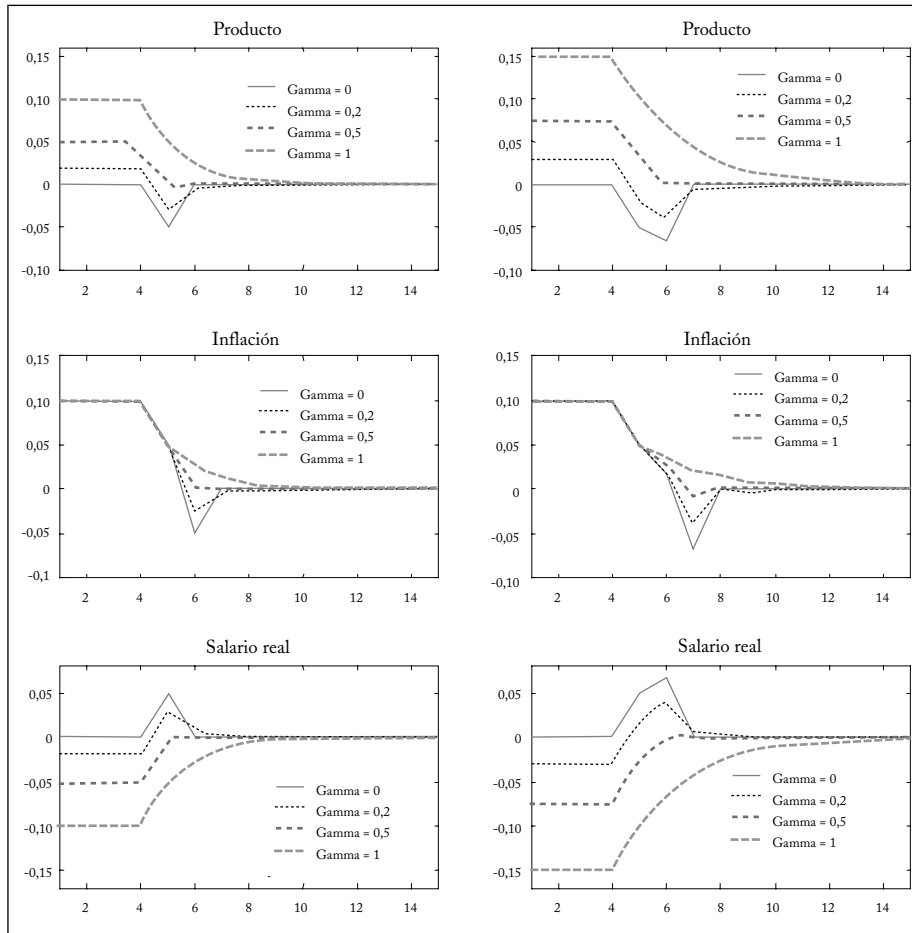 Producto
0,15
0,10
0,05
0
-0,05
-0,10
Gamma = 0
Gamma = 0,2
Gamma = 0,5
Gamma = 1
2 4 6 8 10 12 14
Producto
0,15
0,10
0,05
0
-0,05
-0,10
Gamma = 0
Gamma = 0,2
Gamma = 0,5
Gamma = 1
2 4 6 8 10 12 14
Inflación
0,15
0,10
0,05
0
-0,05
-0,1
Gamma = 0
Gamma = 0,2
Gamma = 0,5
Gamma = 1
2 4 6 8 10 12 14
Inflación
0,15
0,10
0,05
0
-0,05
-0,10
Gamma = 0
Gamma = 0,2
Gamma = 0,5
Gamma = 1
2 4 6 8 10 12 14
Salario real
0,05
0
-0,05
-0,10
-0,15
Gamma = 0
Gamma = 0,2
Gamma = 0,5
Gamma = 1
2 4 6 8 10 12 14
Salario real
0,05
0
-0,05
-0,10
-0,15
Gamma = 0
Gamma = 0,2
Gamma = 0,5
Gamma = 1
2 4 6 8 10 12 14